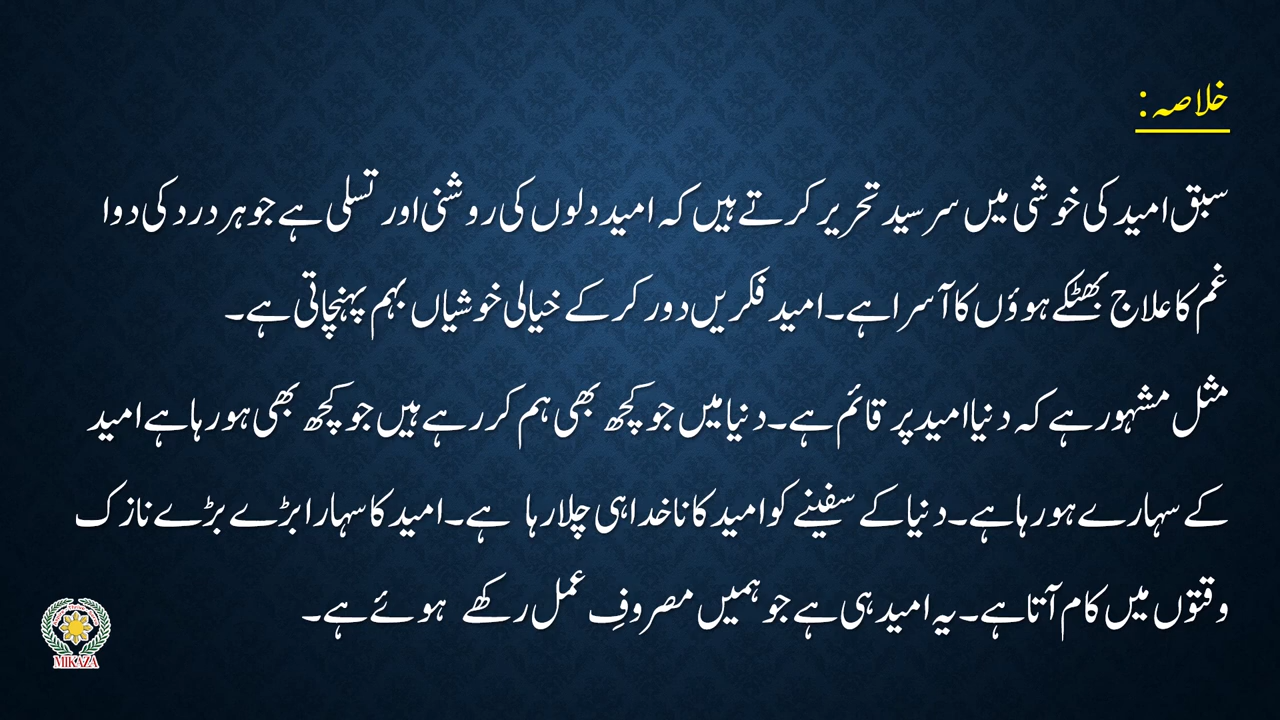 خلاصہ :
سبق امید کی خوشی میں سر سید تحریر کرتے ہیں کہ امید دلوں کی روشنی اور تسلی ہے جو ہر درد کی دوا
غم کا علاج بھٹکے ہوؤں کا آسرا ہے۔ امید فکریں دور کر کے خیالی خوشیاں بہم پہنچاتی ہے۔
مثل مشہور ہے کہ دنیا امید پر قائم ہے۔ دنیا میں جو کچھ بھی ہم کر رہے ہیں جو کچھ بھی ہو رہا ہے امید
کے سہارے ہو رہا ہے۔ دنیا کے سفینے کو امید کا ناخدا ہی چلا رہا ہے۔ امید کا سہارا بڑے بڑے نازک
وقتوں میں کام آتا ہے۔ یہ امید ہی ہے جو ہمیں مصروفِ عمل رکھے ہوئے ہے۔
MIKAZA